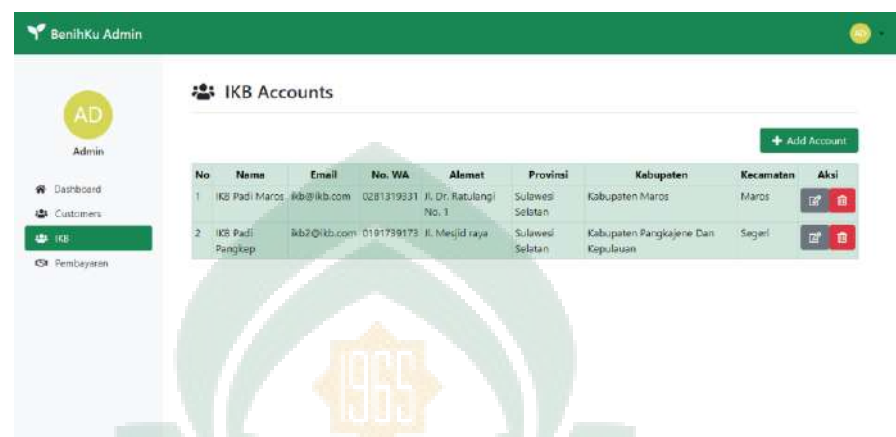 BenihKu Admin
AD
AD
Admin
Dashboard
Customers
IKB
Pembayaran
IKB Accounts
Add Account
No Nama Email No. WA Alamat Provinsi Kabupaten Kecamatan Aksi
1 IKB Padi Maros ikb@ikb.com 0281319331 Jl. Dr. Ratulangi Sulawesi Kabupaten Maros Maros
No. 1 Selatan
2 IKB Padi ikb2@ikb.com 0191739173 Jl. Mesjid raya Sulawesi Kabupaten Pangkajene Dan Segeri
Pangkep Selatan Kepulauan
1965